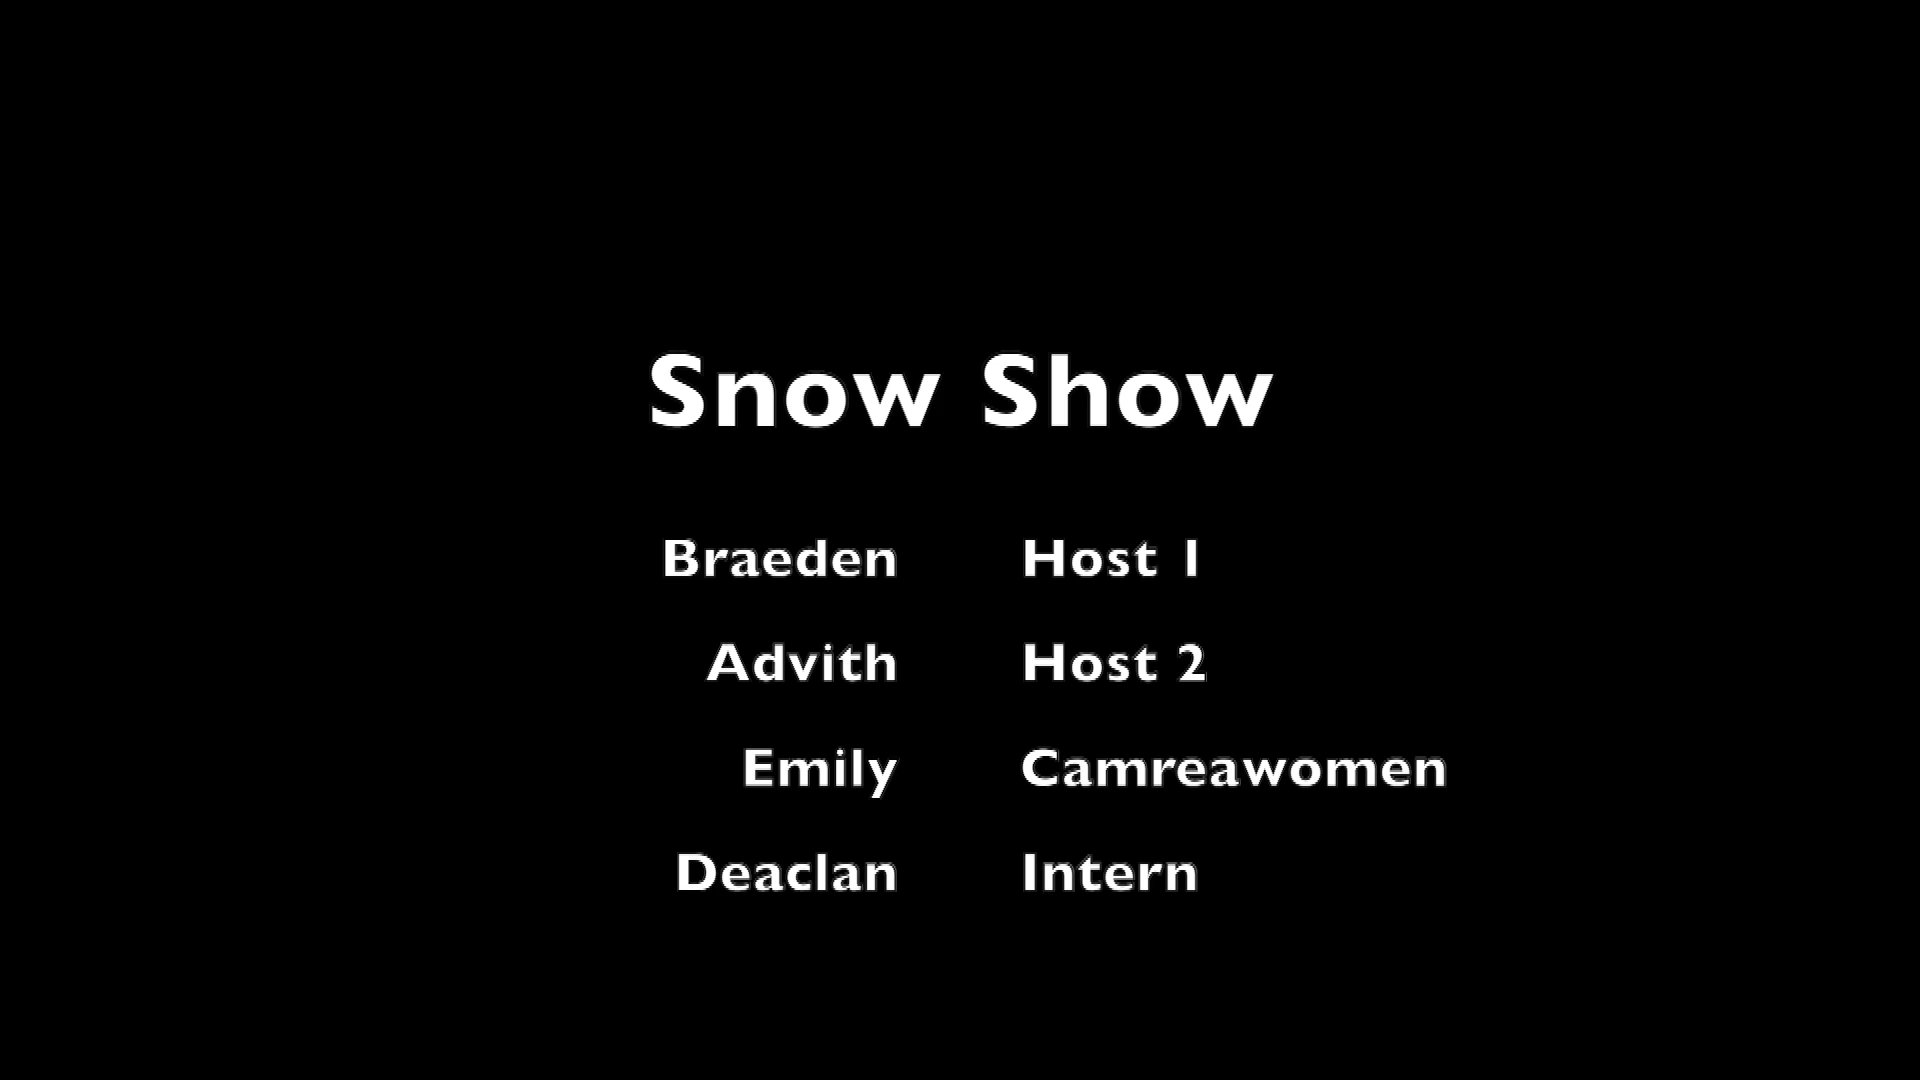 Snow Show
Braeden Host 1
Advith Host 2
Emily Camreawomen
Deaclan Intern